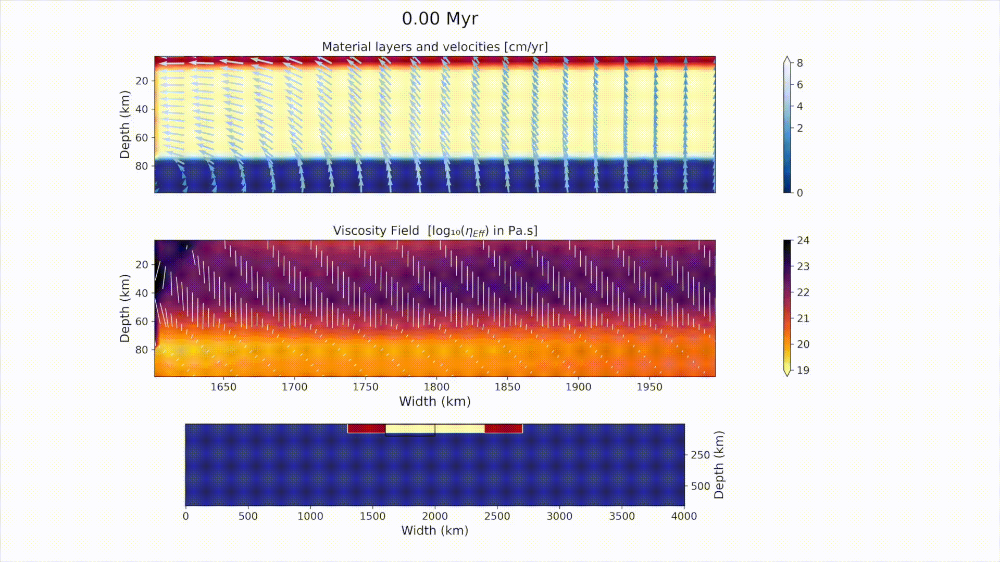 0.00 Myr
Material layers and velocities [cm/yr]
Depth (km)
20
40
60
80
8
6
4
2
0
Viscosity Field [log₁₀(η_Eff) in Pa.s]
Depth (km)
20
40
60
80
24
23
22
21
20
19
1650 1700 1750 1800 1850 1900 1950
Width (km)
250
500
Depth (km)
0 500 1000 1500 2000 2500 3000 3500 4000
Width (km)